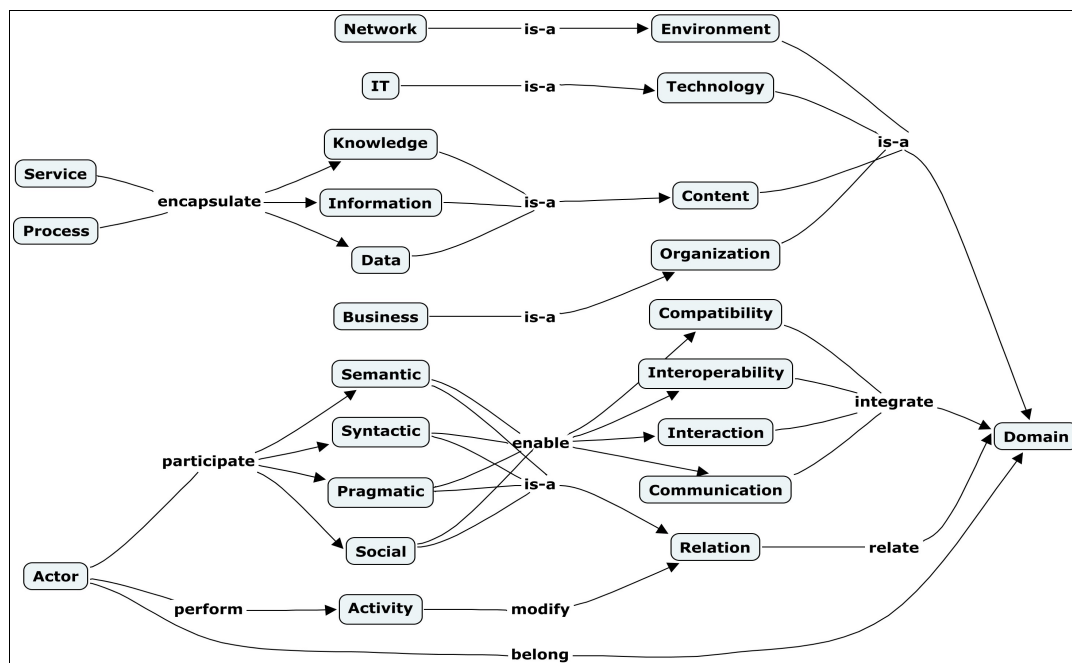 Network is-a Environment
IT is-a Technology
is-a
Knowledge
Service
encapsulate Information is-a Content
Process
Data
Organization
Business is-a
Compatibility
Semantic
Interoperability
integrate
Syntactic enable Interaction
Domain
participate
Pragmatic is-a Communication
Social Relation relate
Actor
perform Activity modify
belong